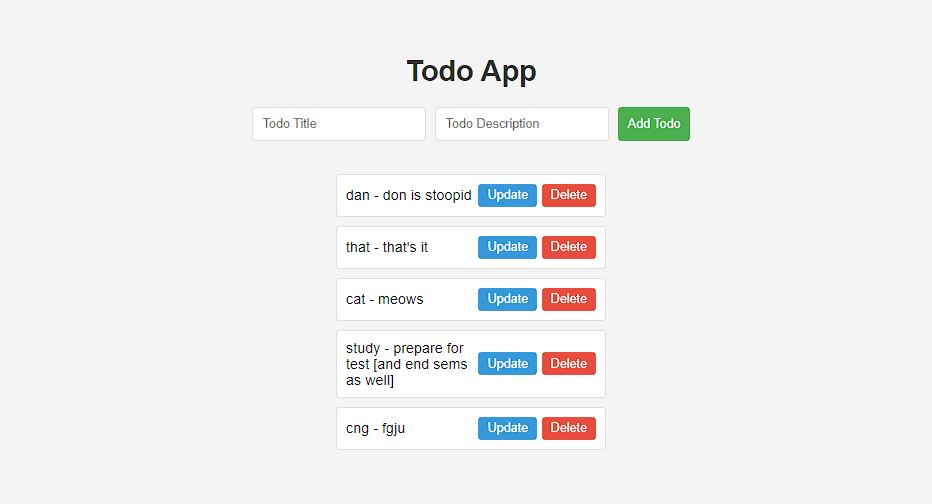 Todo App
Todo Title Todo Description Add Todo
dan - don is stoopid Update Delete
that - that's it Update Delete
cat - meows Update Delete
study - prepare for
test [and end sems Update Delete
as well]
cng - fgju Update Delete